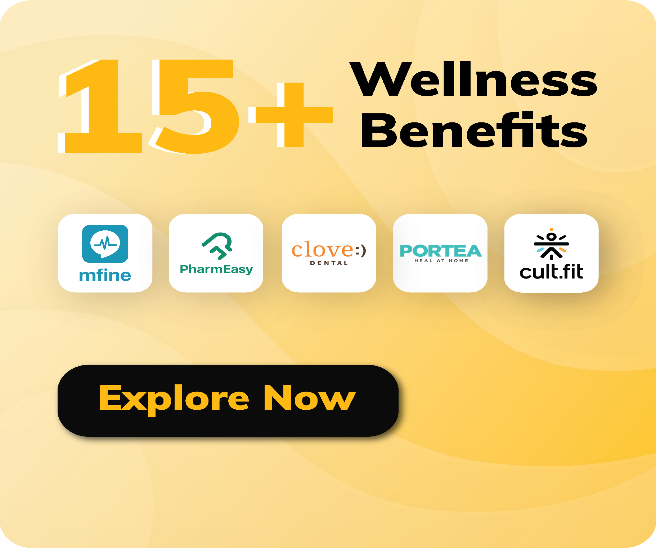 15+
Wellness
Benefits
mfine
PharmEasy
clove:)
DENTAL
PORTEA
HEAL AT HOME
cult.fit
Explore Now